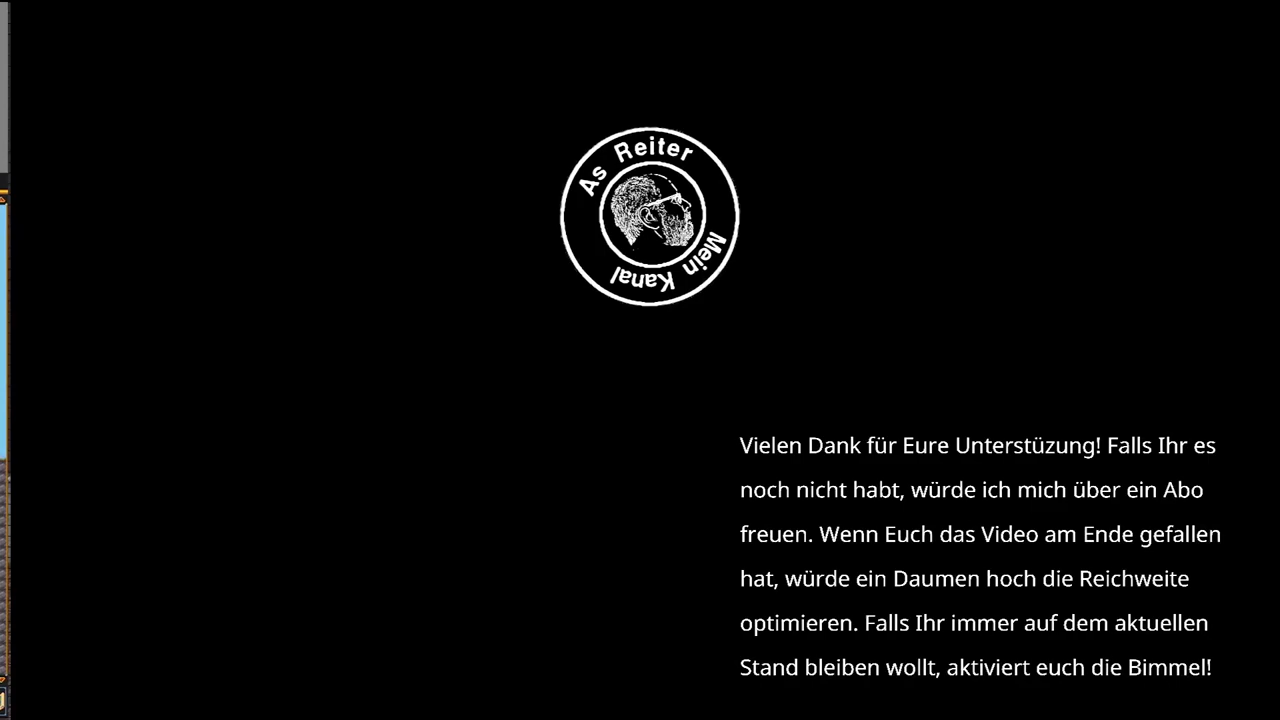 As Reiter
Mein Kanal
Vielen Dank für Eure Unterstüzung! Falls Ihr es
noch nicht habt, würde ich mich über ein Abo
freuen. Wenn Euch das Video am Ende gefallen
hat, würde ein Daumen hoch die Reichweite
optimieren. Falls Ihr immer auf dem aktuellen
Stand bleiben wollt, aktiviert euch die Bimmel!